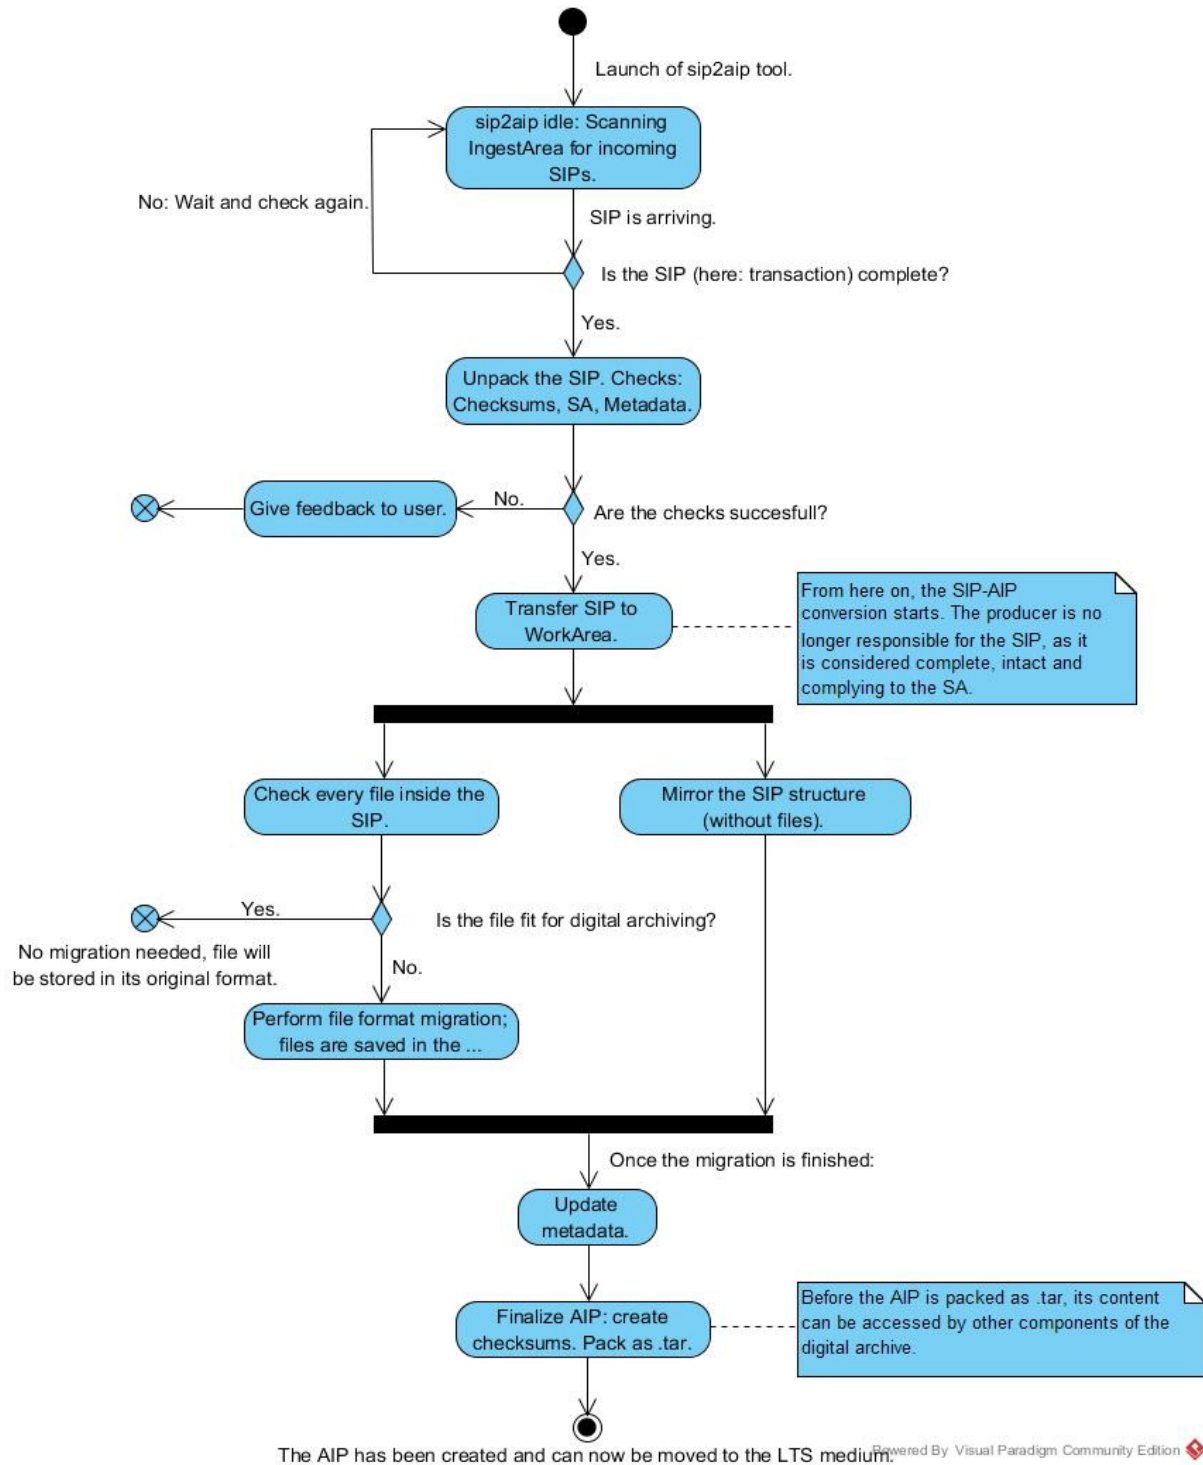 Launch of sip2aip tool.
sip2aip idle: Scanning
IngestArea for incoming
SIPs.
No: Wait and check again.
SIP is arriving.
Is the SIP (here: transaction) complete?
Yes.
Unpack the SIP. Checks:
Checksums, SA, Metadata.
Give feedback to user.
No.
Are the checks succesfull?
Yes.
Transfer SIP to
WorkArea.
From here on, the SIP-AIP
conversion starts. The producer is no
longer responsible for the SIP, as it
is considered complete, intact and
complying to the SA.
Check every file inside the
SIP.
Mirror the SIP structure
(without files).
Yes.
Is the file fit for digital archiving?
No migration needed, file will
be stored in its original format.
No.
Perform file format migration;
files are saved in the ...
Once the migration is finished:
Update
metadata.
Finalize AIP: create
checksums. Pack as .tar.
Before the AIP is packed as .tar, its content
can be accessed by other components of the
digital archive.
The AIP has been created and can now be moved to the LTS medium.
Powered By Visual Paradigm Community Edition